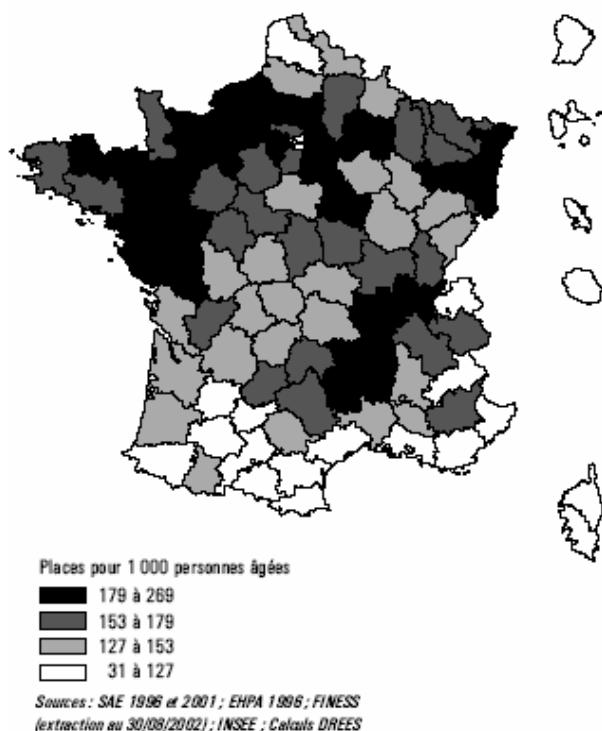 Places pour 1 000 personnes âgées
179 à 269
153 à 179
127 à 153
31 à 127
Sources : SAE 1996 et 2001 ; EHPA 1996 ; FINESS
(extraction au 30/08/2002) ; INSEE ; Calculs DREES